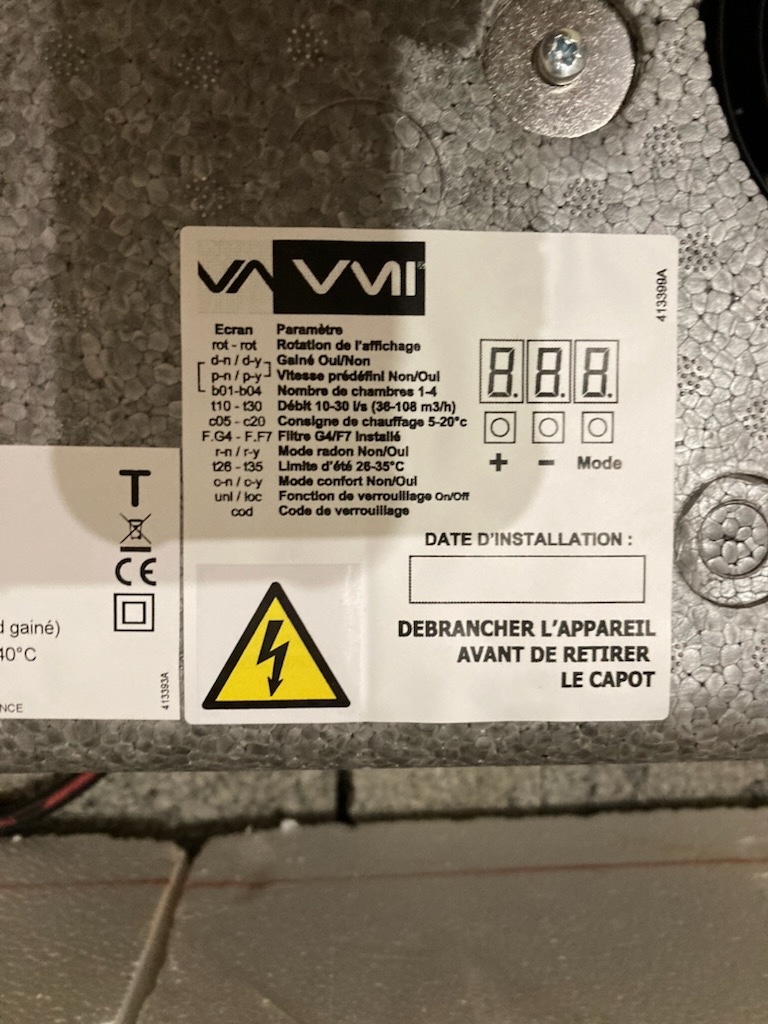 VMI®
413399A
Ecran Paramètre
rot - rot Rotation de l'affichage
d-n / d-y Gainé Oui/Non
p-n / p-y Vitesse prédéfini Non/Oui
b01-b04 Nombre de chambres 1-4
t10 - t30 Débit 10-30 l/s (36-108 m3/h)
c05 - c20 Consigne de chauffage 5-20°c
F.G4 - F.F7 Filtre G4/F7 Installé
r-n / r-y Mode radon Non/Oui
t26 - t35 Limite d'été 26-35°C
c-n / c-y Mode confort Non/Oui
unl / loc Fonction de verrouillage On/Off
cod Code de verrouillage
8.8.8.
+ - Mode
DATE D'INSTALLATION :
DEBRANCHER L'APPAREIL
AVANT DE RETIRER
LE CAPOT
T
CE
d gainé)
40°C
NCE
413393A